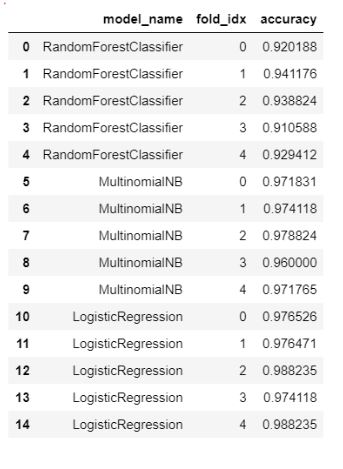 model_name fold_idx accuracy
0 RandomForestClassifier 0 0.920188
1 RandomForestClassifier 1 0.941176
2 RandomForestClassifier 2 0.938824
3 RandomForestClassifier 3 0.910588
4 RandomForestClassifier 4 0.929412
5 MultinomialNB 0 0.971831
6 MultinomialNB 1 0.974118
7 MultinomialNB 2 0.978824
8 MultinomialNB 3 0.960000
9 MultinomialNB 4 0.971765
10 LogisticRegression 0 0.976526
11 LogisticRegression 1 0.976471
12 LogisticRegression 2 0.988235
13 LogisticRegression 3 0.974118
14 LogisticRegression 4 0.988235